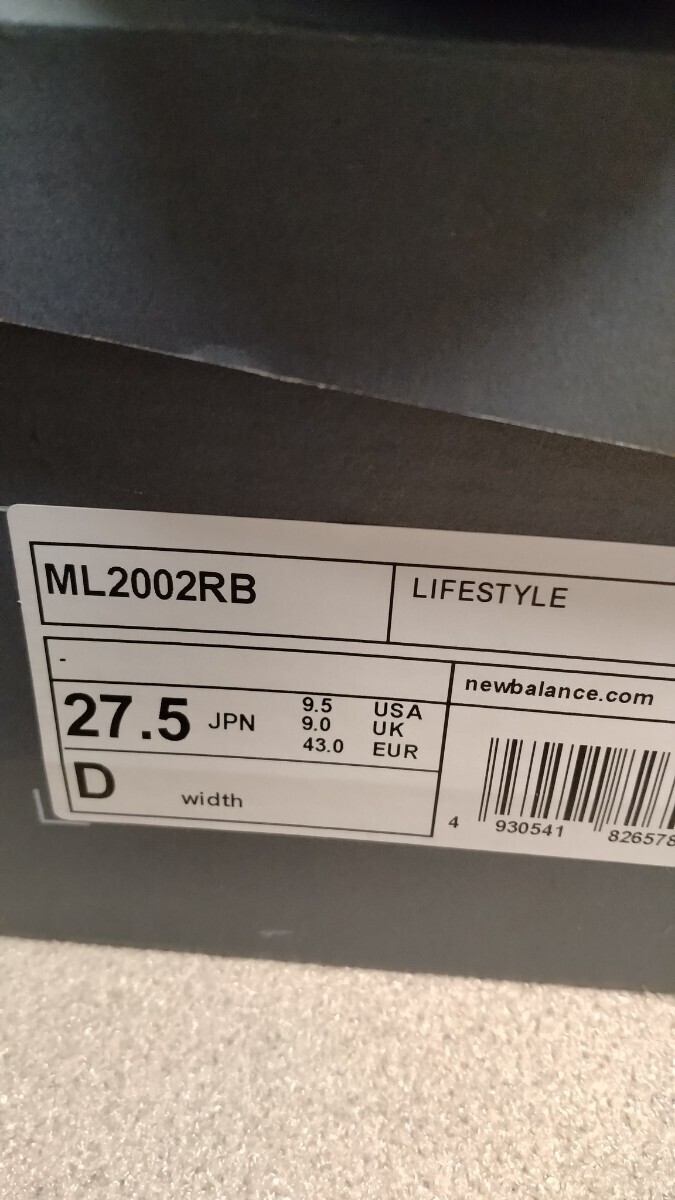 ML2002RB
LIFESTYLE
-
newbalance.com
27.5 JPN
9.5 USA
9.0 UK
43.0 EUR
D width
4 930541 826578